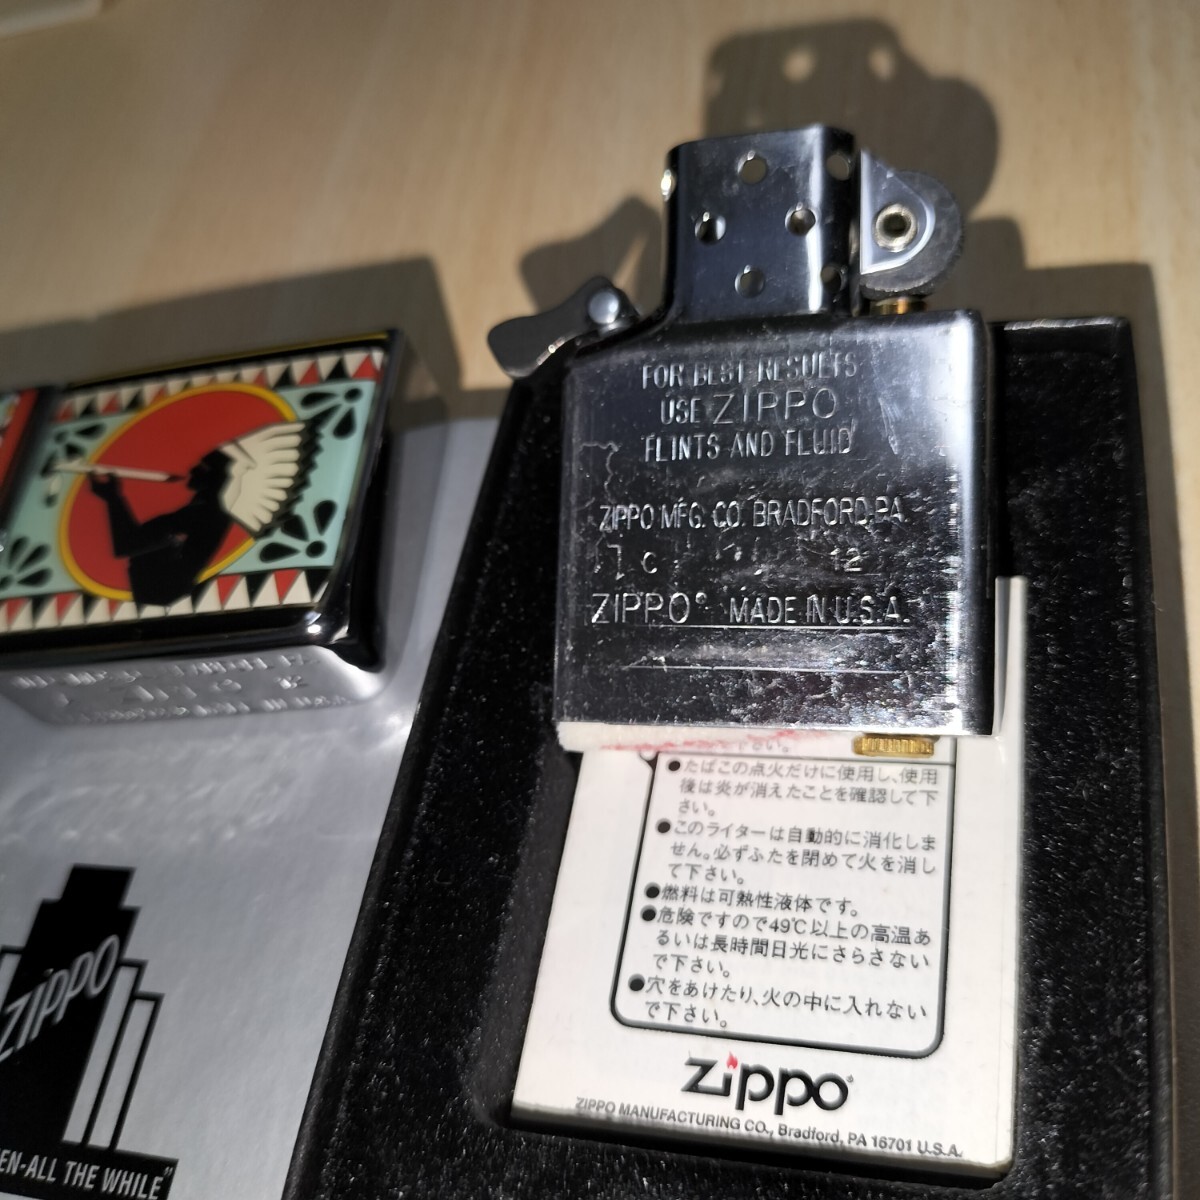 FOR BEST RESULTS
USE ZIPPO
FLINTS AND FLUID
ZIPPO MFG. CO. BRADFORD, PA
C 12
ZIPPO® MADE IN U.S.A.
下さい。
●たばこの点火だけに使用し、使用
後は炎が消えたことを確認して下
さい。
●このライターは自動的に消化しま
せん。必ずふたを閉めて火を消し
て下さい。
●燃料は可熱性液体です。
●危険ですので49℃以上の高温あ
るいは長時間日光にさらさない
で下さい。
●穴をあけたり、火の中に入れない
で下さい。
Zippo®
ZIPPO MANUFACTURING CO., Bradford, PA 16701 U.S.A.
ZIPPO
EN-ALL THE WHILE"